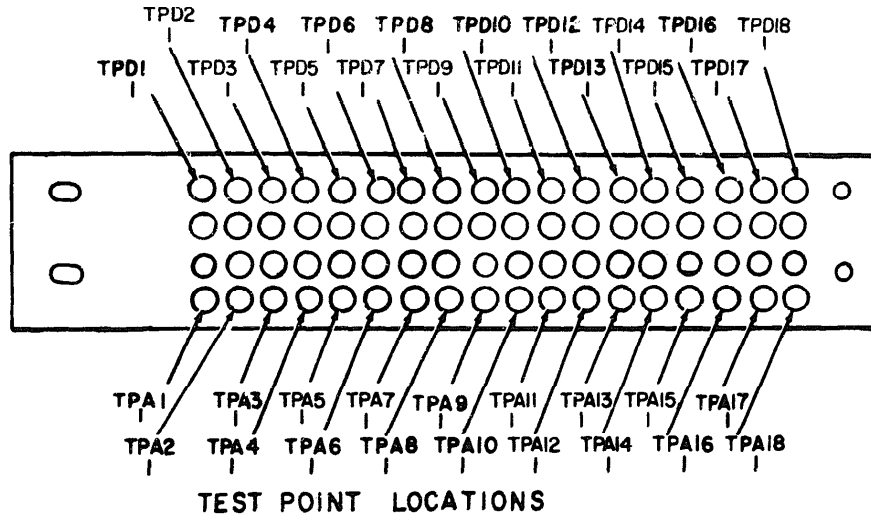 TPD2 TPD4 TPD6 TPD8 TPD10 TPD12 TPD14 TPD16 TPD18
TPD1 TPD3 TPD5 TPD7 TPD9 TPD11 TPD13 TPD15 TPD17
TPA1 TPA3 TPA5 TPA7 TPA9 TPA11 TPA13 TPA15 TPA17
TPA2 TPA4 TPA6 TPA8 TPA10 TPA12 TPA14 TPA16 TPA18
TEST POINT LOCATIONS